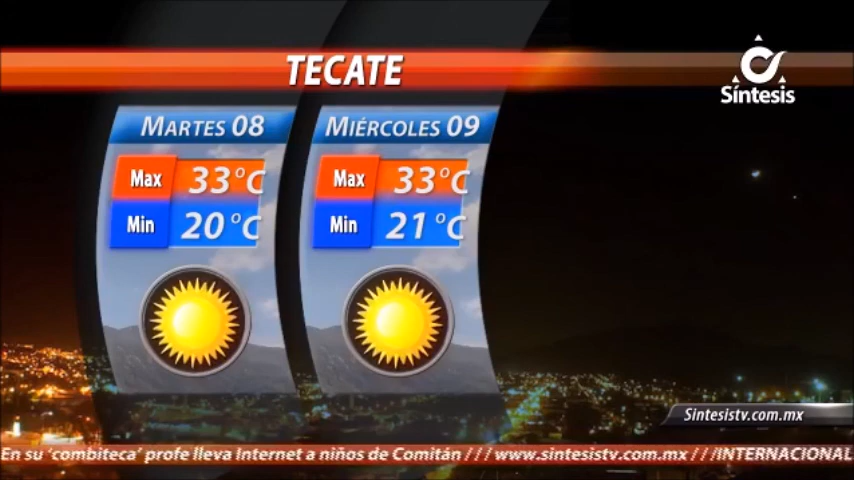 TECATE
Síntesis
MARTES 08
Max 33°C
Min 20°C
MIÉRCOLES 09
Max 33°C
Min 21°C
Sintesistv.com.mx
En su 'combiteca' profe lleva Internet a niños de Comitán /// www.sintesistv.com.mx /// INTERNACIONAL